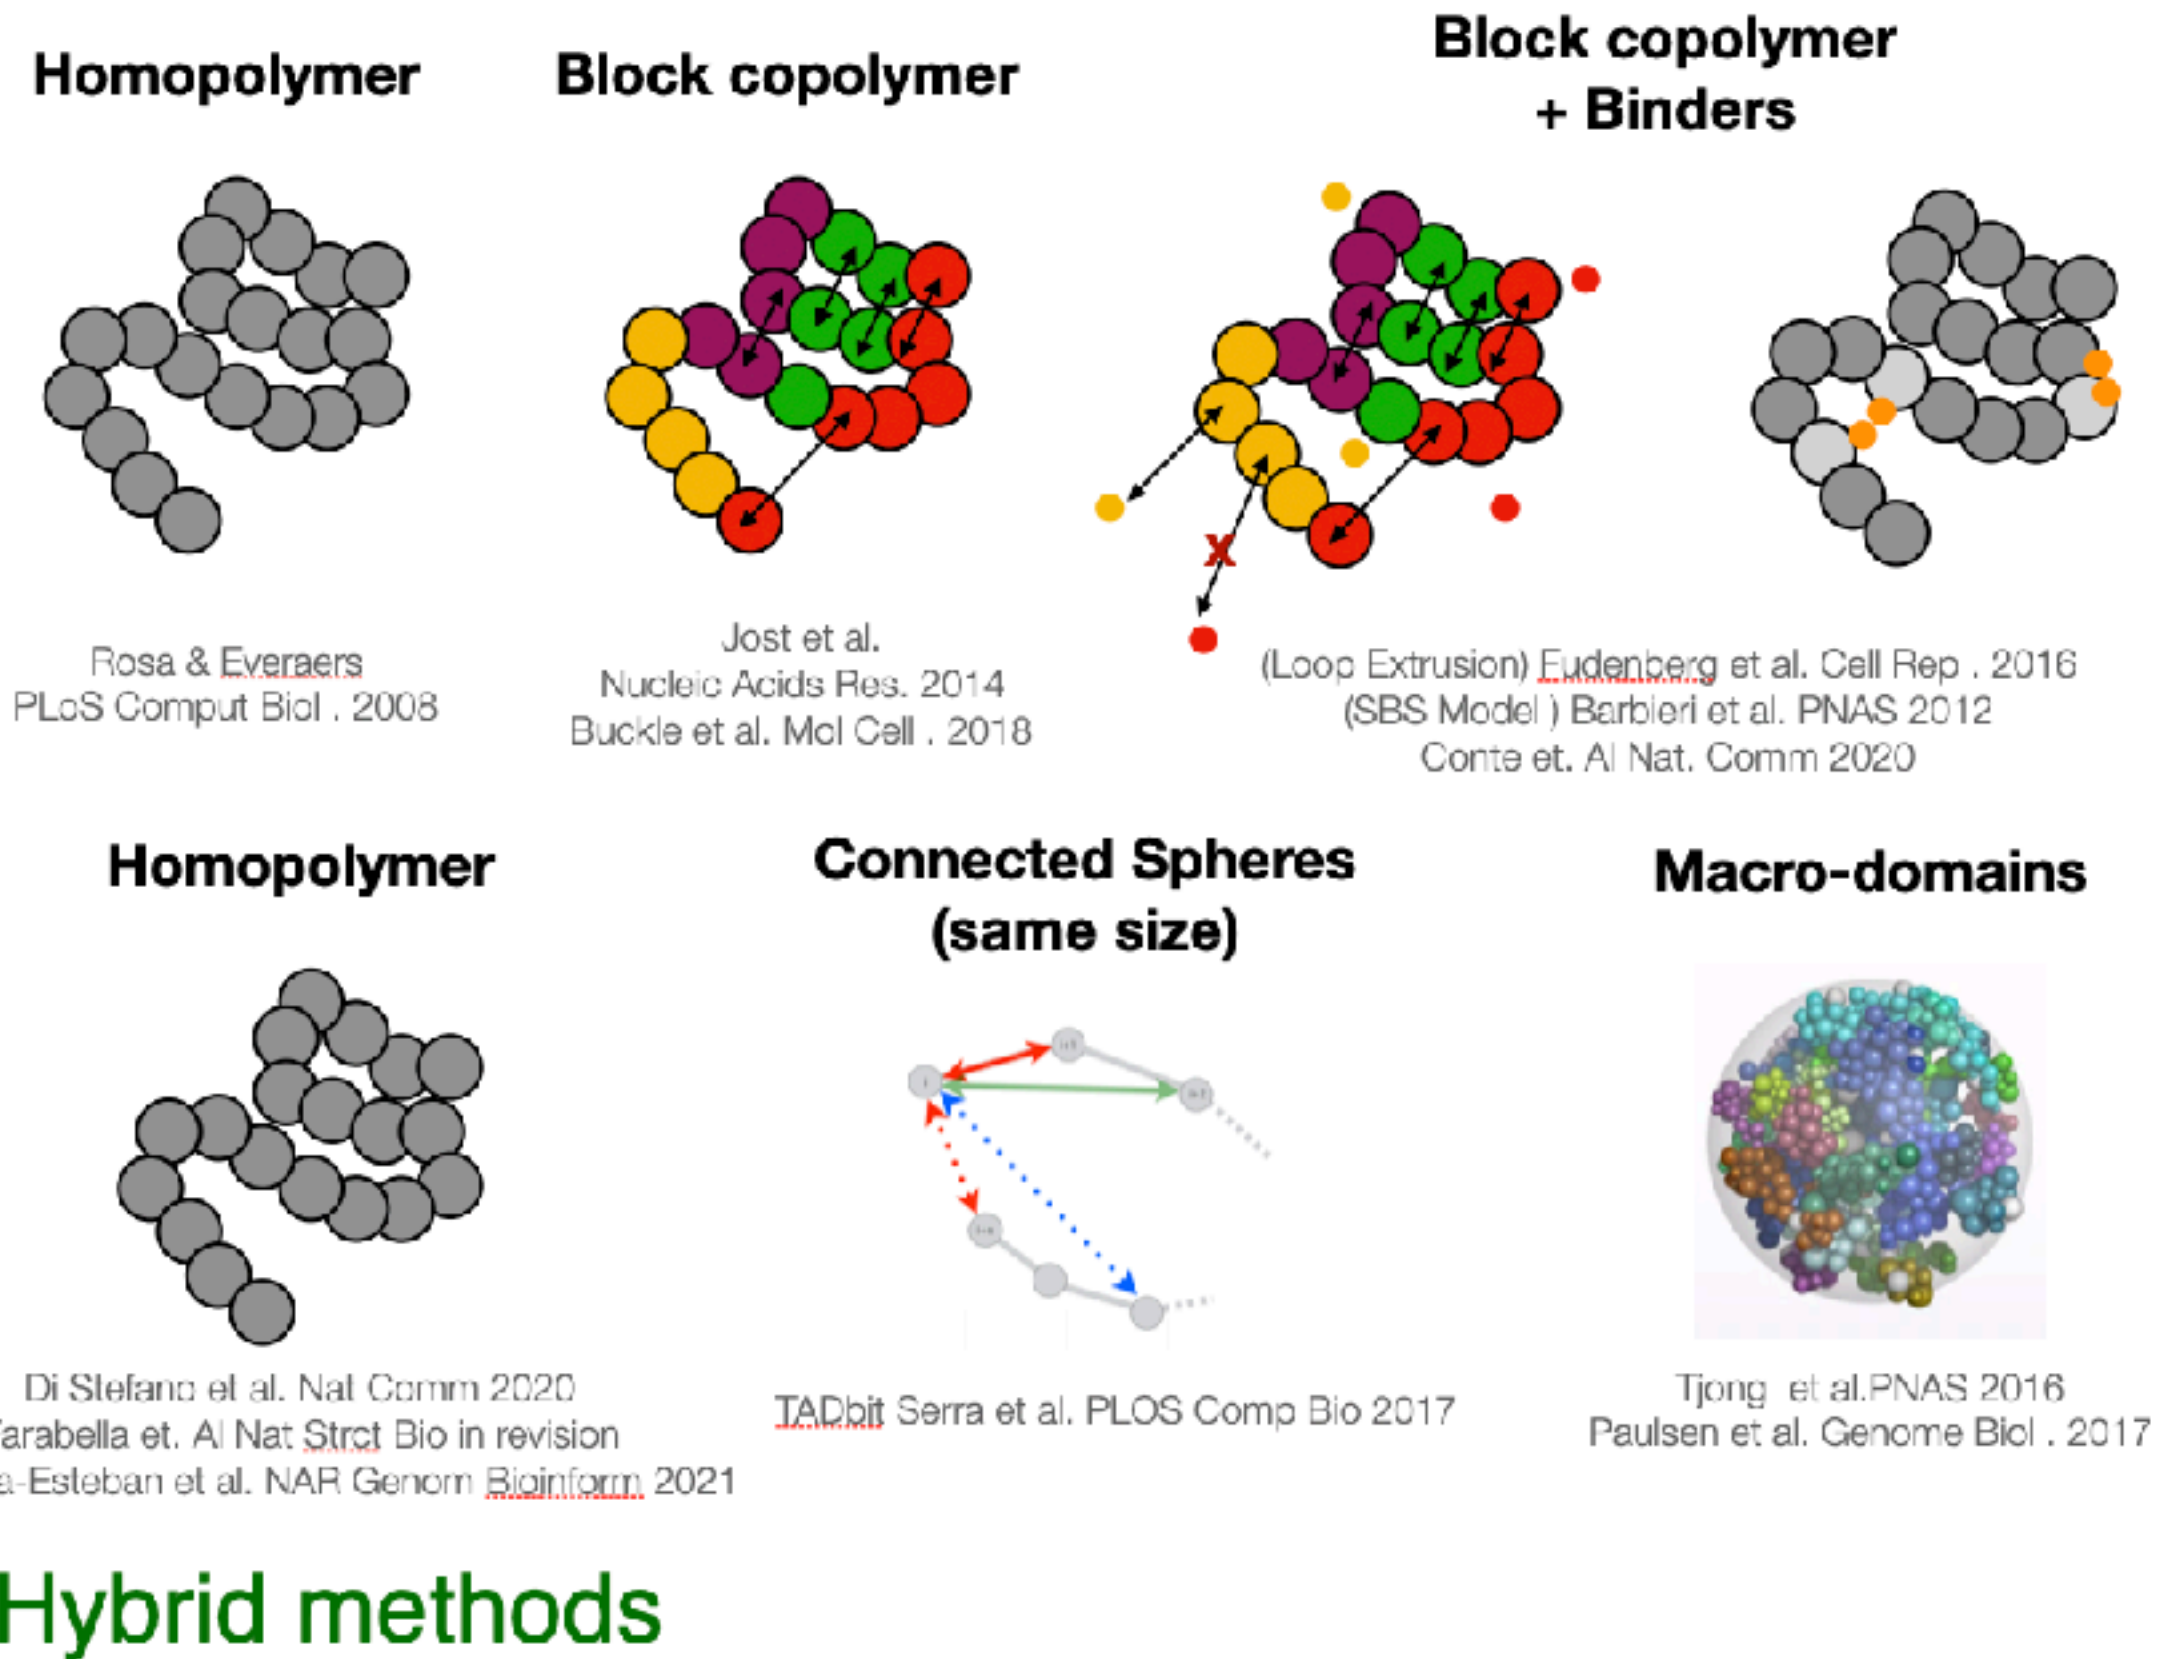 Homopolymer
Block copolymer
Block copolymer
+ Binders
X
Rosa & Everaers
PLoS Comput Biol . 2008
Jost et al.
Nucleic Acids Res. 2014
Buckle et al. Mol Cell . 2018
(Loop Extrusion) Fudenberg et al. Cell Rep . 2016
(SBS Model ) Barbieri et al. PNAS 2012
Conte et. Al Nat. Comm 2020
Homopolymer
Connected Spheres
(same size)
Macro-domains
Di Stefano et al. Nat Comm 2020
arabella et. Al Nat Strct Bio in revision
a-Esteban et al. NAR Genom Bioinform 2021
TADbit Serra et al. PLOS Comp Bio 2017
Tjong et al.PNAS 2016
Paulsen et al. Genome Biol . 2017
Hybrid methods